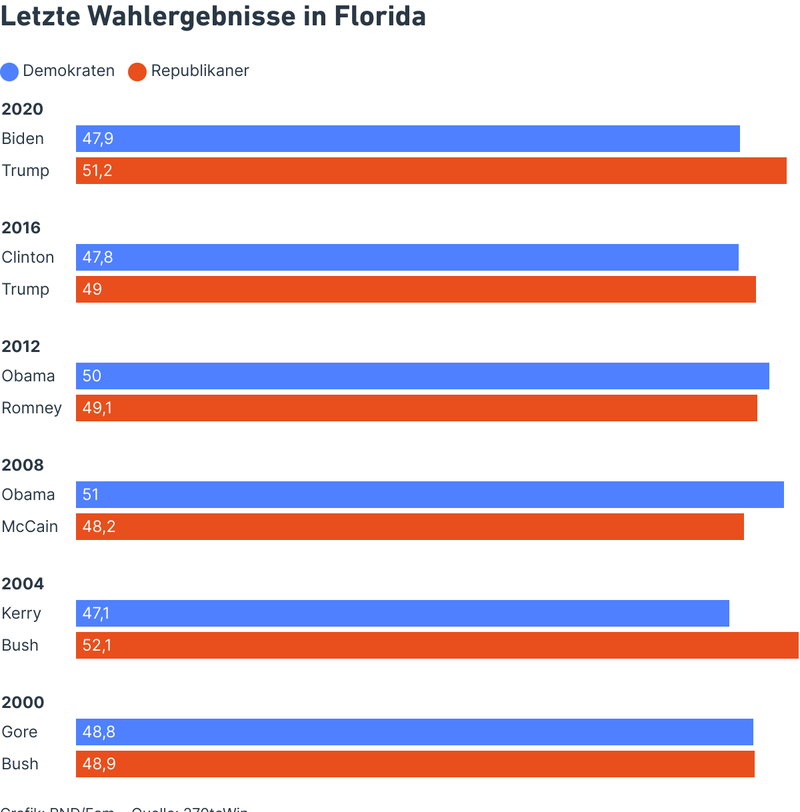 Letzte Wahlergebnisse in Florida
Demokraten Republikaner
2020
Biden 47,9
Trump 51,2
2016
Clinton 47,8
Trump 49
2012
Obama 50
Romney 49,1
2008
Obama 51
McCain 48,2
2004
Kerry 47,1
Bush 52,1
2000
Gore 48,8
Bush 48,9
Grafik: RND/ Quelle: 270toWin